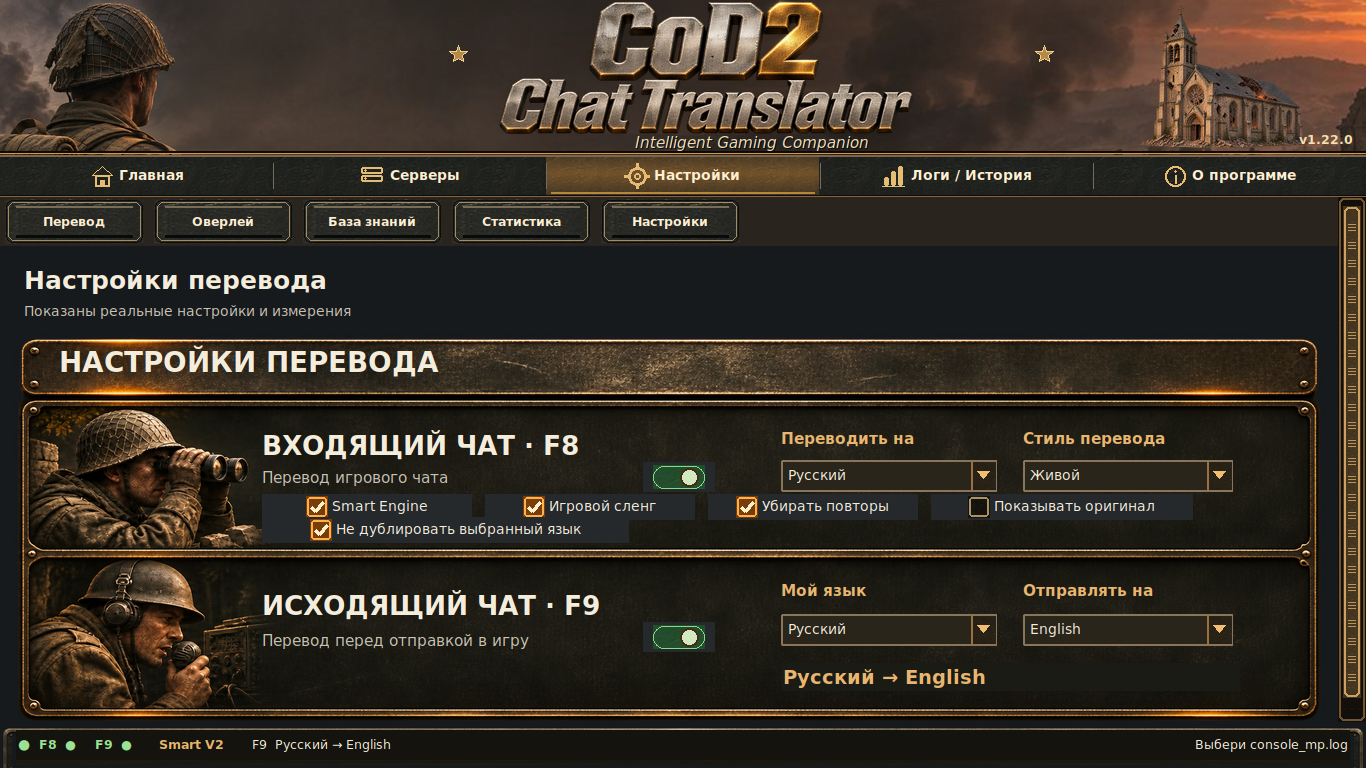 CoD2
Chat Translator
Intelligent Gaming Companion
v1.22.0
Главная
Серверы
Настройки
Логи / История
О программе
Перевод
Оверлей
База знаний
Статистика
Настройки
Настройки перевода
Показаны реальные настройки и измерения
НАСТРОЙКИ ПЕРЕВОДА
ВХОДЯЩИЙ ЧАТ · F8
Перевод игрового чата
Переводить на
Стиль перевода
Русский
Живой
Smart Engine
Игровой сленг
Убирать повторы
Показывать оригинал
Не дублировать выбранный язык
ИСХОДЯЩИЙ ЧАТ · F9
Перевод перед отправкой в игру
Мой язык
Отправлять на
Русский
English
Русский → English
F8
F9
Smart V2
F9 Русский → English
Выбери console_mp.log